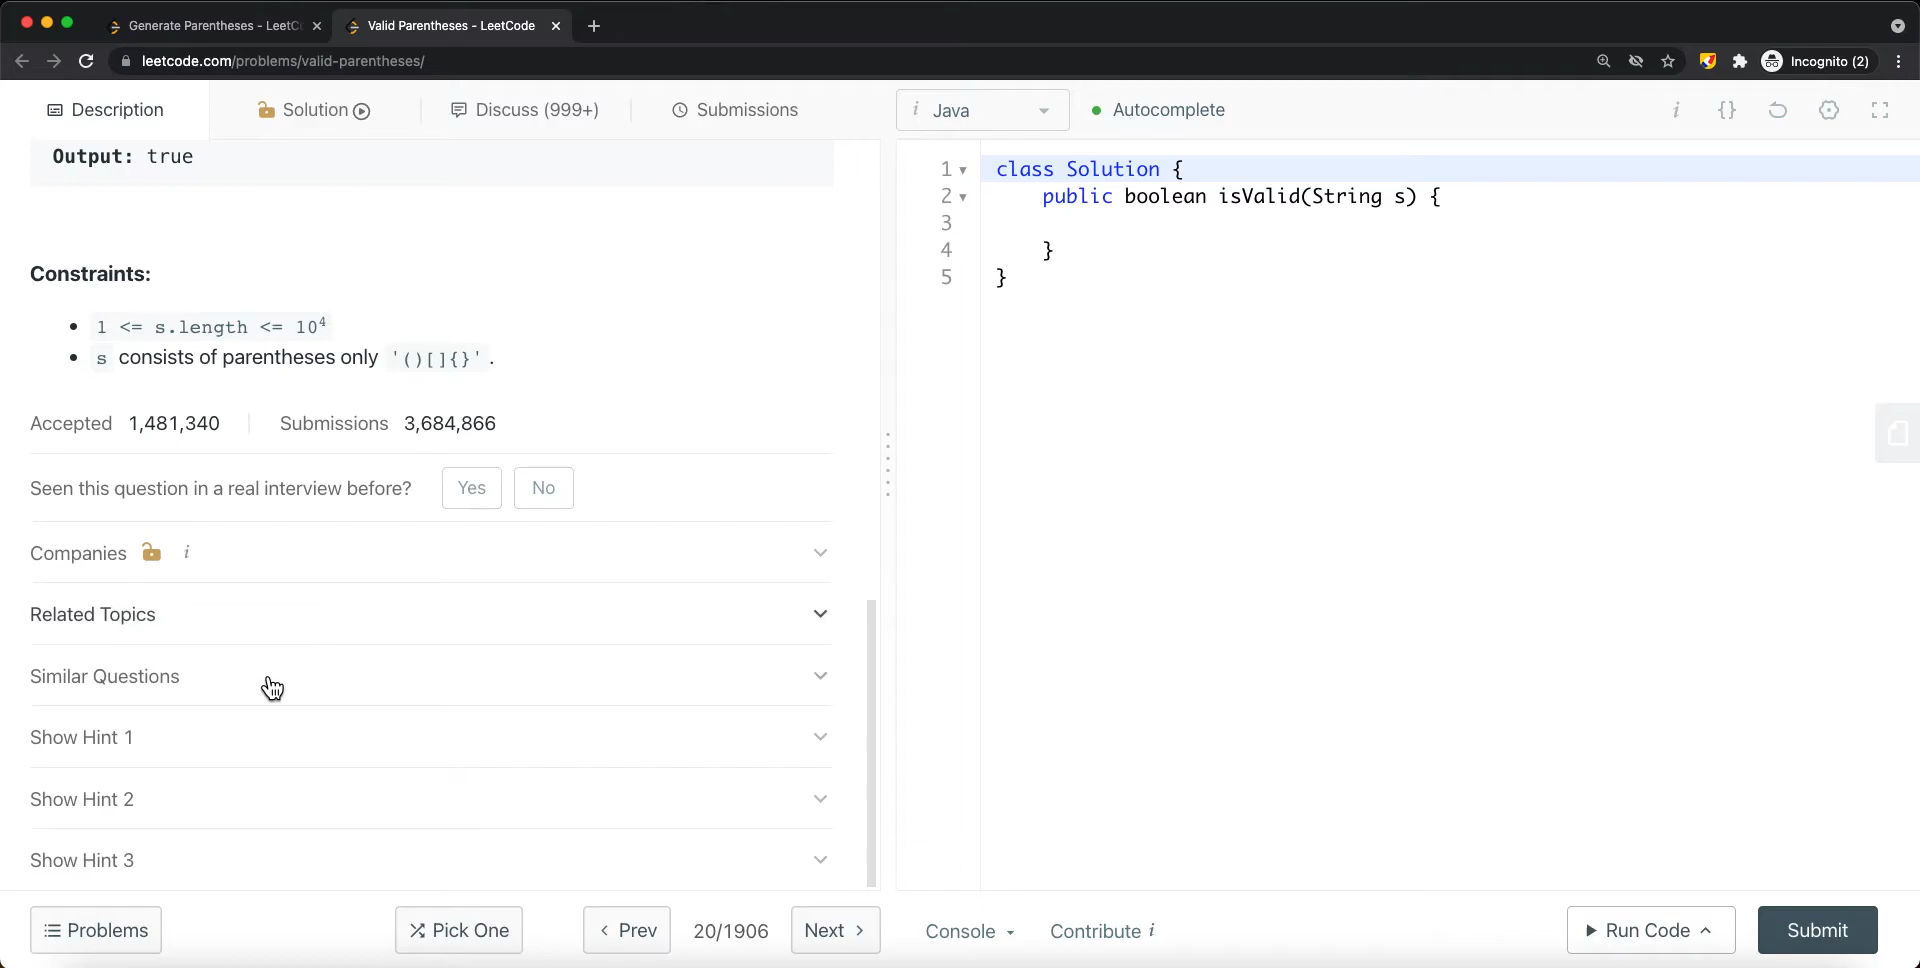 Generate Parentheses - LeetC
Valid Parentheses - LeetCode
leetcode.com/problems/valid-parentheses/
Incognito (2)
Description
Solution
Discuss (999+)
Submissions
i Java
Autocomplete
i {}
Output: true
Constraints:
• 1 <= s.length <= 10⁴
• s consists of parentheses only '()[]{}' .
Accepted 1,481,340 Submissions 3,684,866
Seen this question in a real interview before? Yes No
Companies i
Related Topics
Similar Questions
Show Hint 1
Show Hint 2
Show Hint 3
1 class Solution {
2     public boolean isValid(String s) {
3
4     }
5 }
Problems
Pick One
< Prev
20/1906
Next >
Console
Contribute i
Run Code
Submit